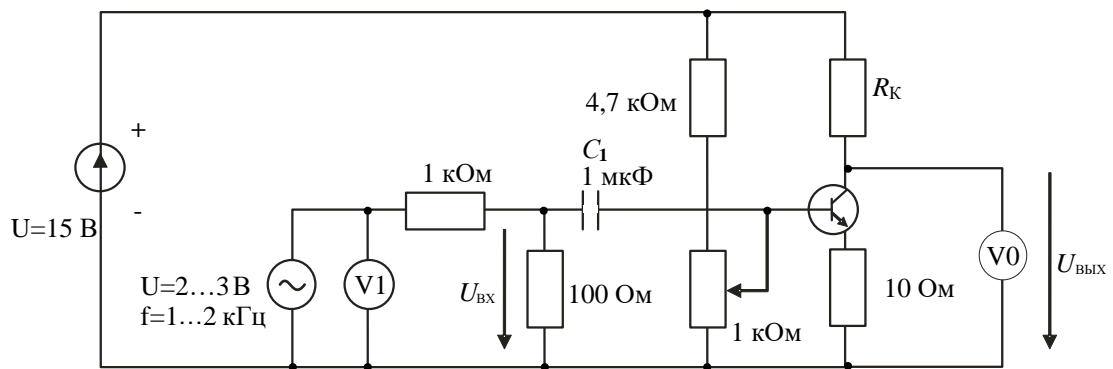 4,7 кОм
R_К
+
C₁
1 мкФ
1 кОм
-
U=15 В
U=2…3 В
f=1…2 кГц
V1
U_ВХ
100 Ом
1 кОм
10 Ом
V0
U_ВЫХ